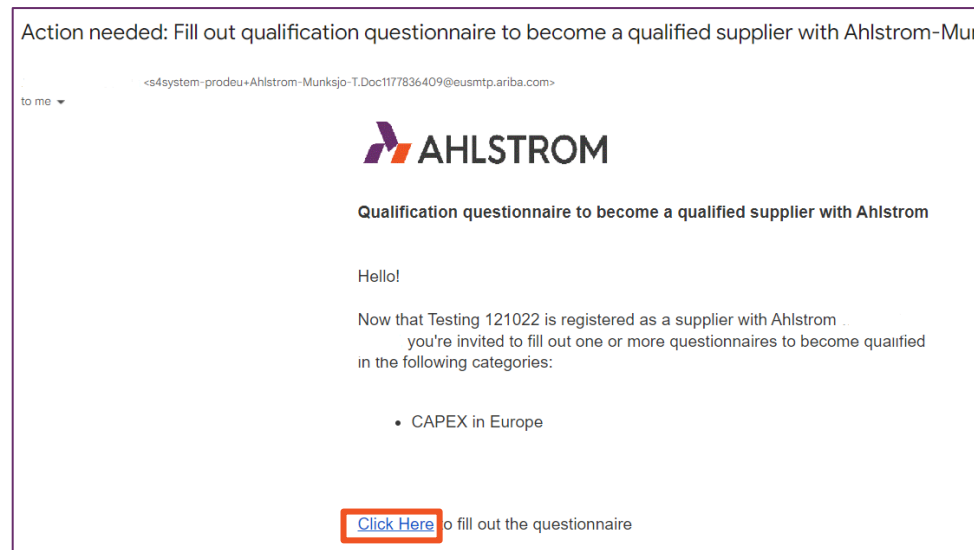 Action needed: Fill out qualification questionnaire to become a qualified supplier with Ahlstrom-Mun
<s4system-prodeu+Ahlstrom-Munksjo-T.Doc1177836409@eusmtp.ariba.com>
to me
AHLSTROM
Qualification questionnaire to become a qualified supplier with Ahlstrom
Hello!
Now that Testing 121022 is registered as a supplier with Ahlstrom
you're invited to fill out one or more questionnaires to become qualified
in the following categories:
• CAPEX in Europe
Click Here o fill out the questionnaire